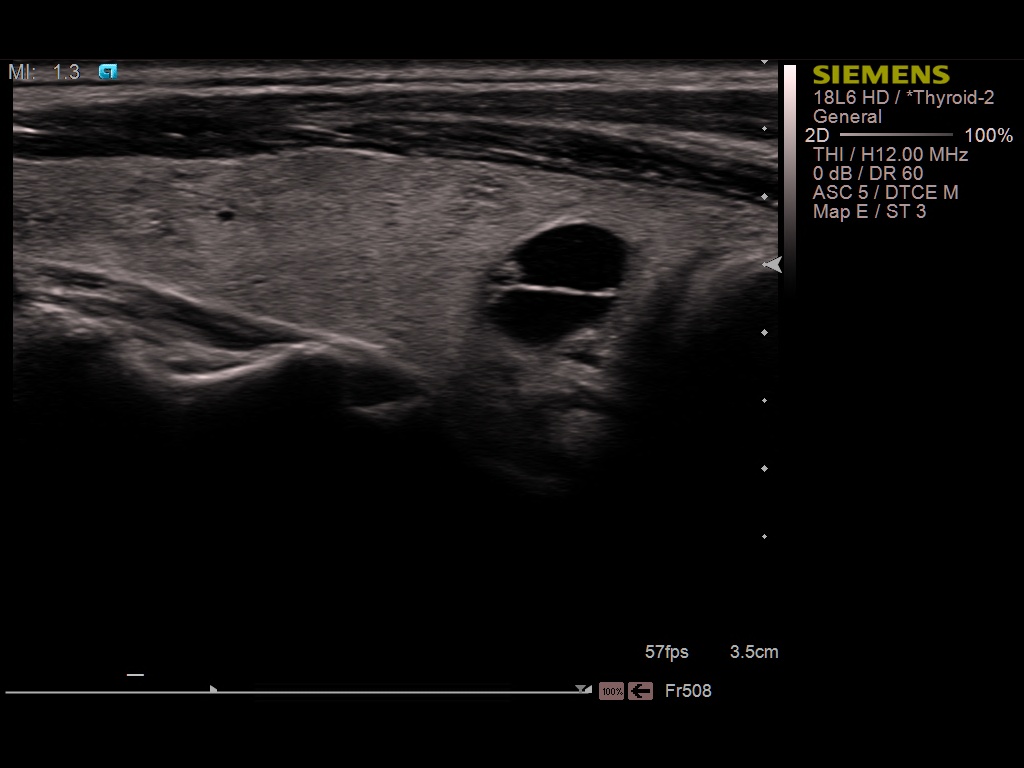 MI: 1.3
SIEMENS
18L6 HD / *Thyroid-2
General
2D 100%
THI / H12.00 MHz
0 dB / DR 60
ASC 5 / DTCE M
Map E / ST 3
57fps 3.5cm
100% Fr508